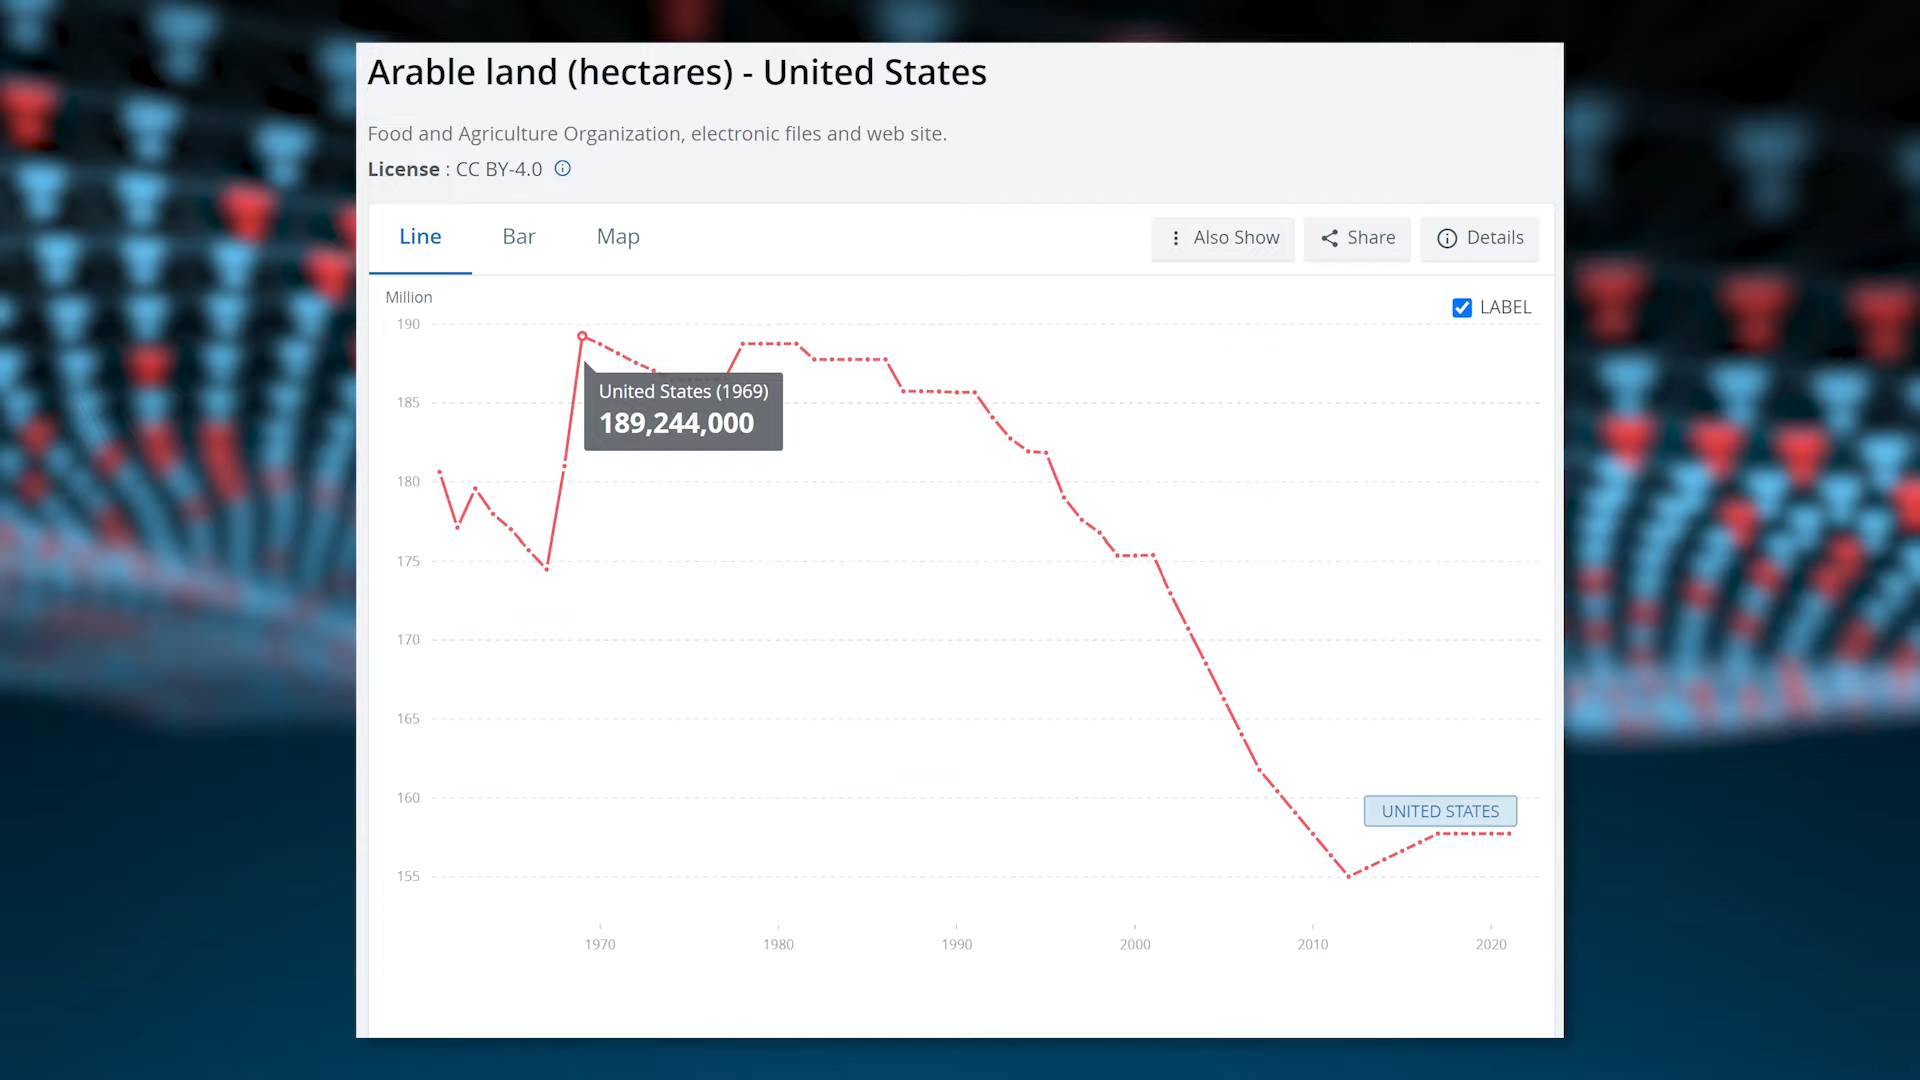 Arable land (hectares) - United States
Food and Agriculture Organization, electronic files and web site.
License : CC BY-4.0
Line Bar Map Also Show Share Details
Million
LABEL
190
United States (1969)
189,244,000
185
180
175
170
165
160
UNITED STATES
155
1970 1980 1990 2000 2010 2020